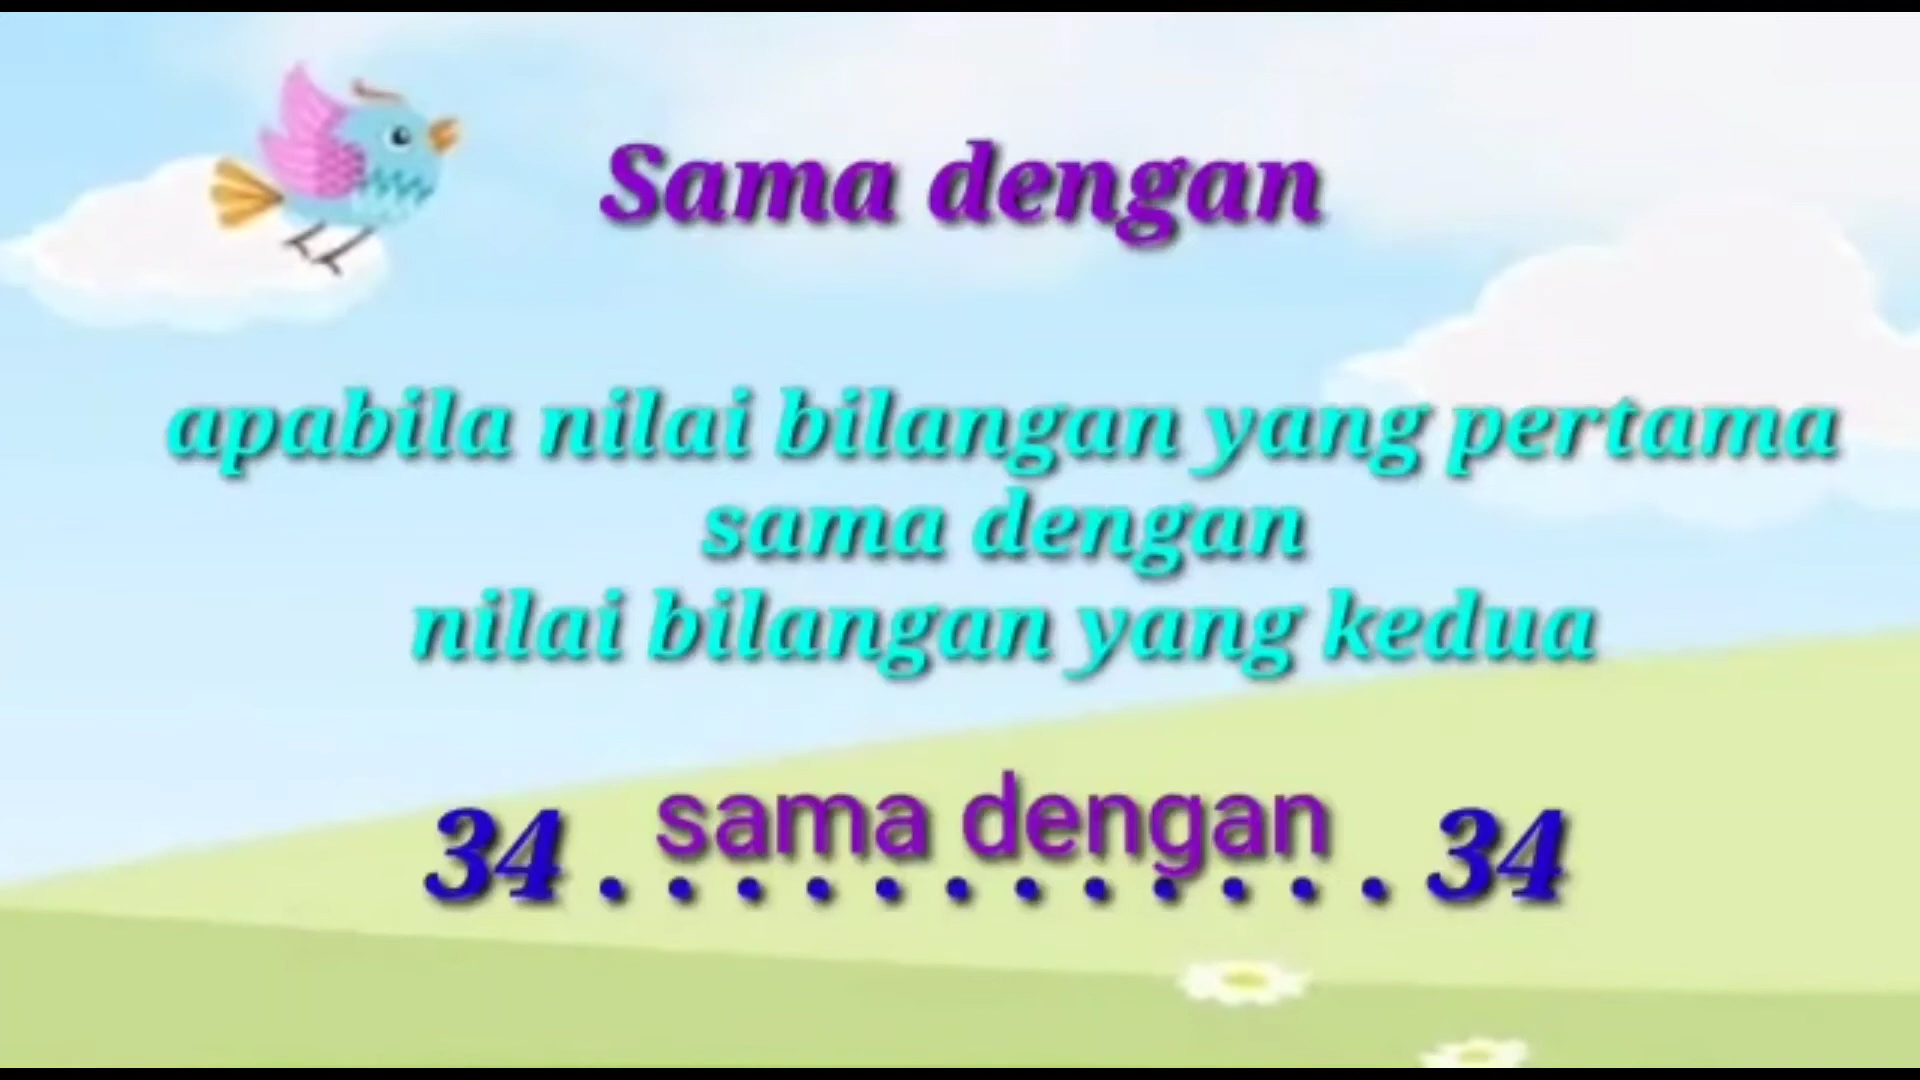 Sama dengan
apabila nilai bilangan yang pertama
sama dengan
nilai bilangan yang kedua
sama dengan
34 . . . . . . . . . . . . 34